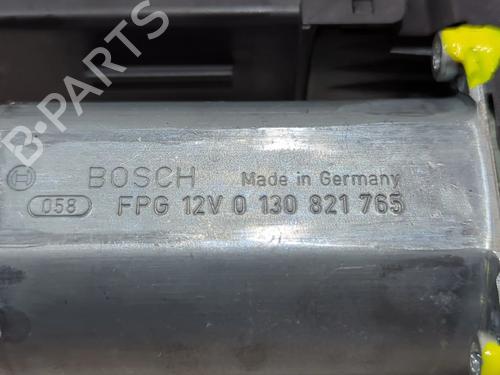 B-PARTS
BOSCH Made in Germany
058 FPG 12V 0 130 821 765